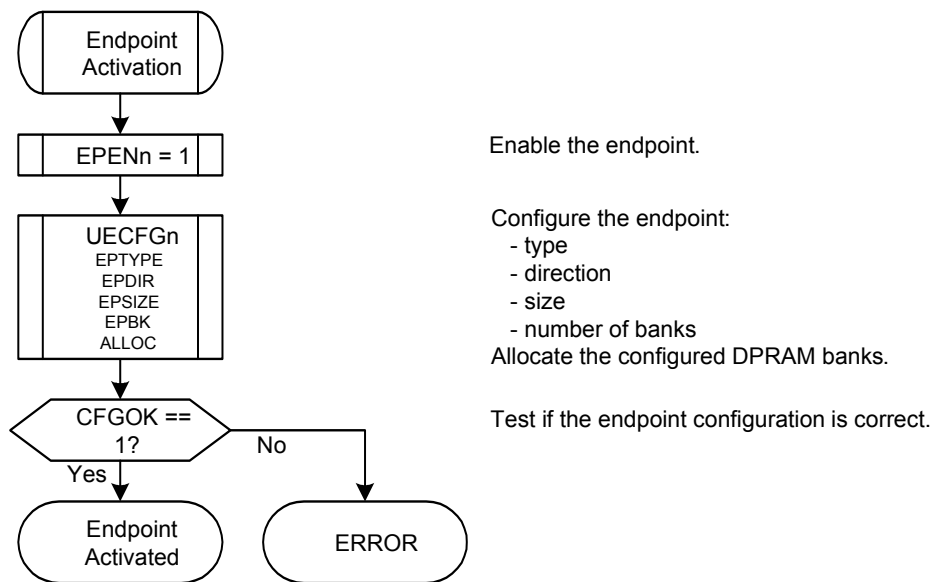 Endpoint
Activation
EPENn = 1
Enable the endpoint.
UECFGn
EPTYPE
EPDIR
EPSIZE
EPBK
ALLOC
Configure the endpoint:
- type
- direction
- size
- number of banks
Allocate the configured DPRAM banks.
CFGOK ==
1?
Test if the endpoint configuration is correct.
No
Yes
Endpoint
Activated
ERROR